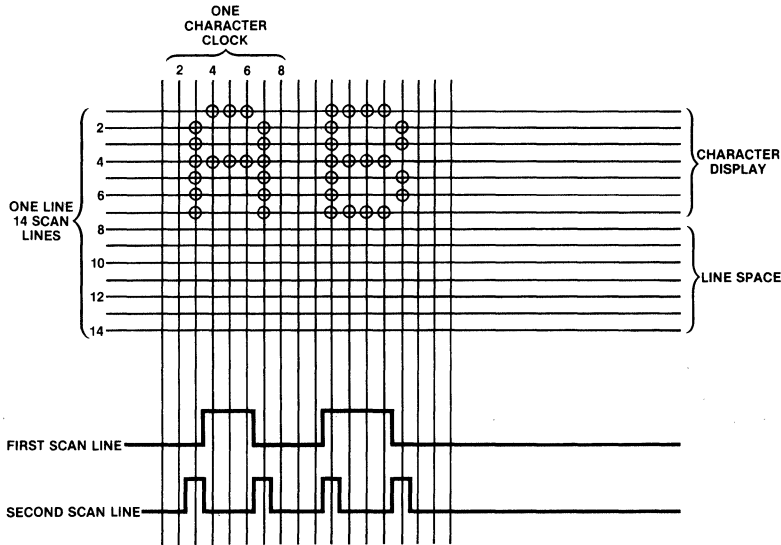 ONE
CHARACTER
CLOCK
2 4 6 8
2
4
6
8
10
12
14
ONE LINE
14 SCAN
LINES
CHARACTER
DISPLAY
LINE SPACE
FIRST SCAN LINE
SECOND SCAN LINE